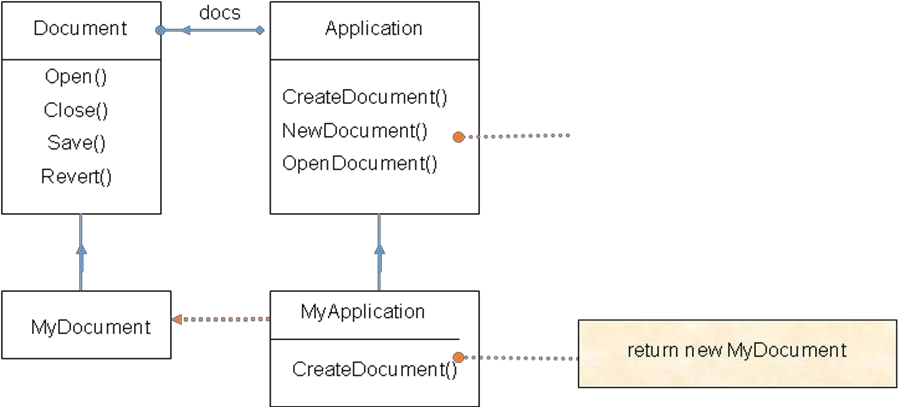 docs
Document
Open()
Close()
Save()
Revert()
Application
CreateDocument()
NewDocument()
OpenDocument()
MyDocument
MyApplication
CreateDocument()
return new MyDocument